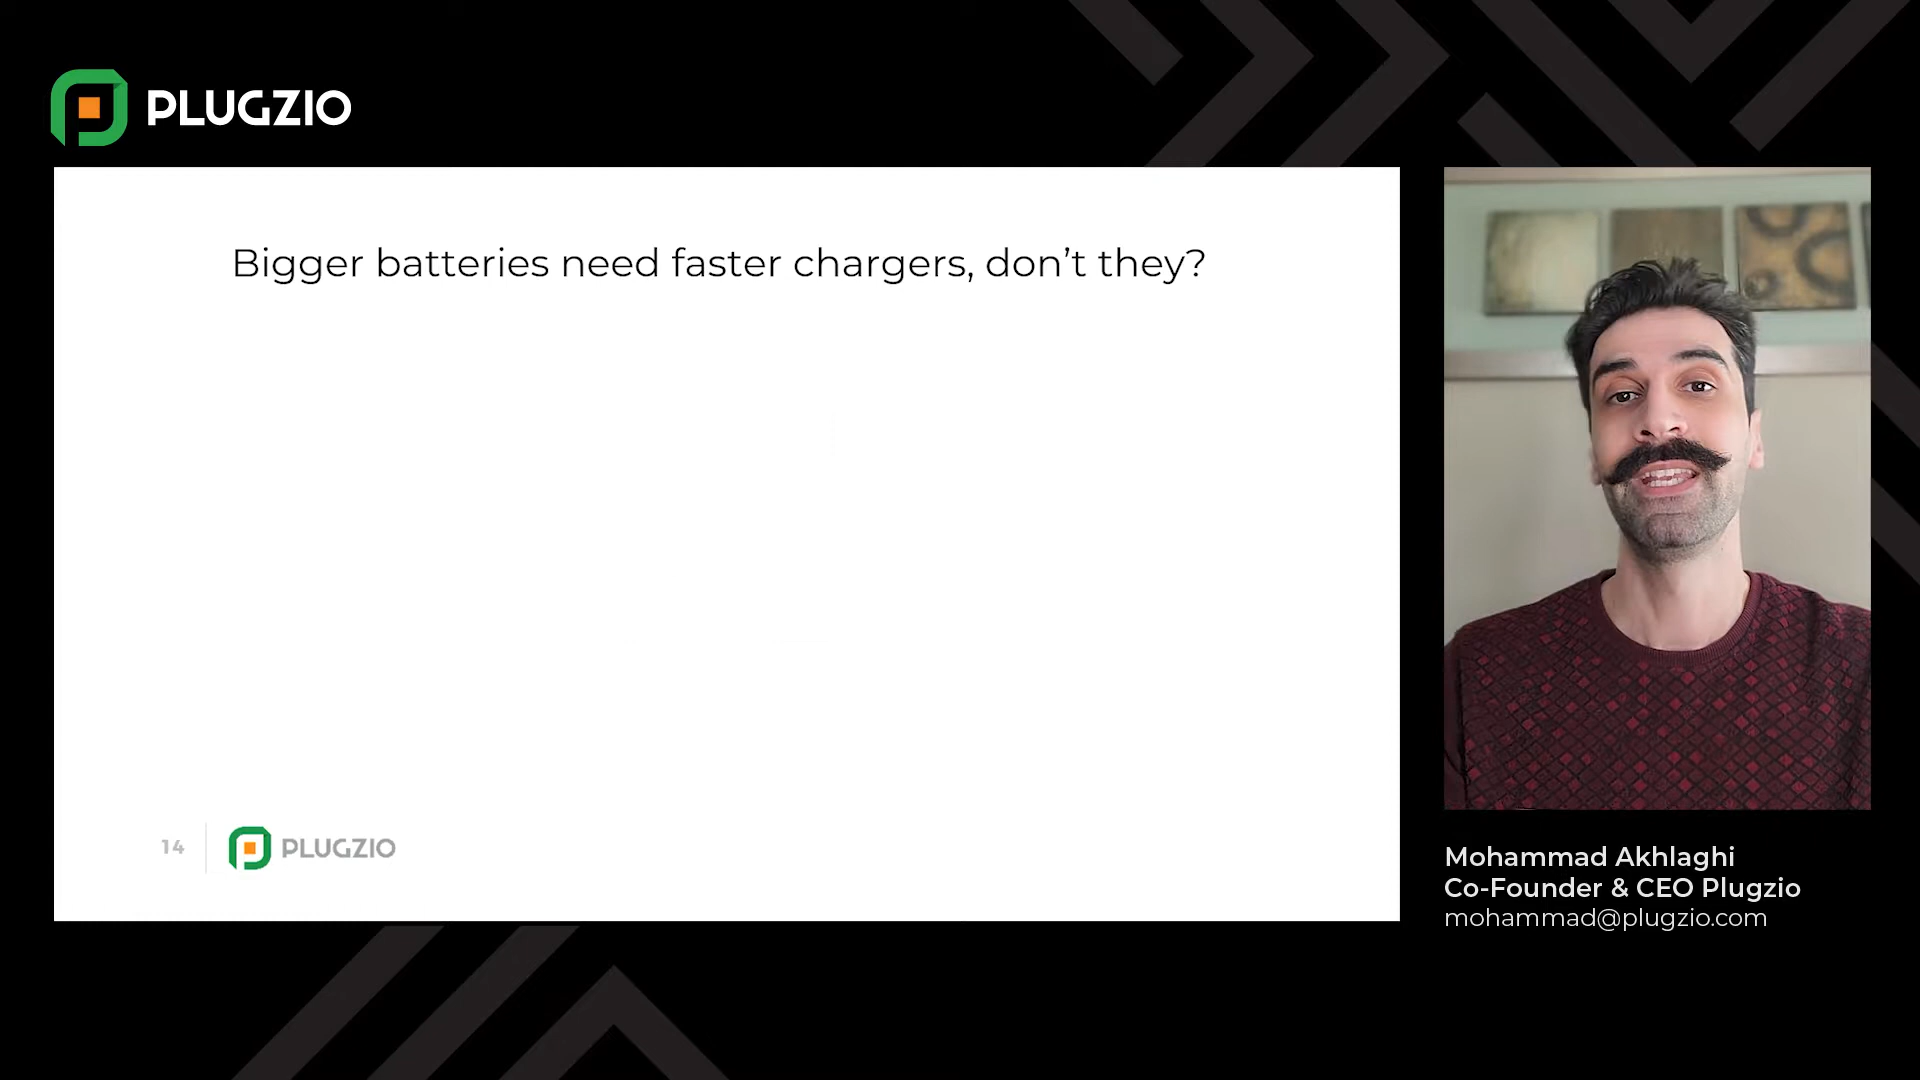 PLUGZIO
Bigger batteries need faster chargers, don’t they?
14
PLUGZIO
Mohammad Akhlaghi
Co-Founder & CEO Plugzio
mohammad@plugzio.com